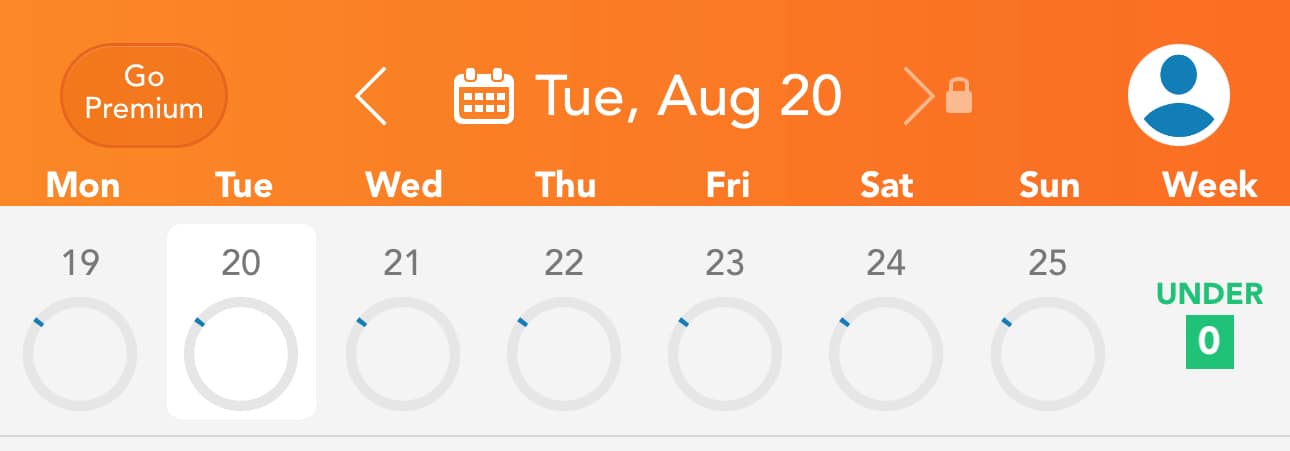 Go
Premium
Tue, Aug 20
Mon Tue Wed Thu Fri Sat Sun Week
19 20 21 22 23 24 25
UNDER
0